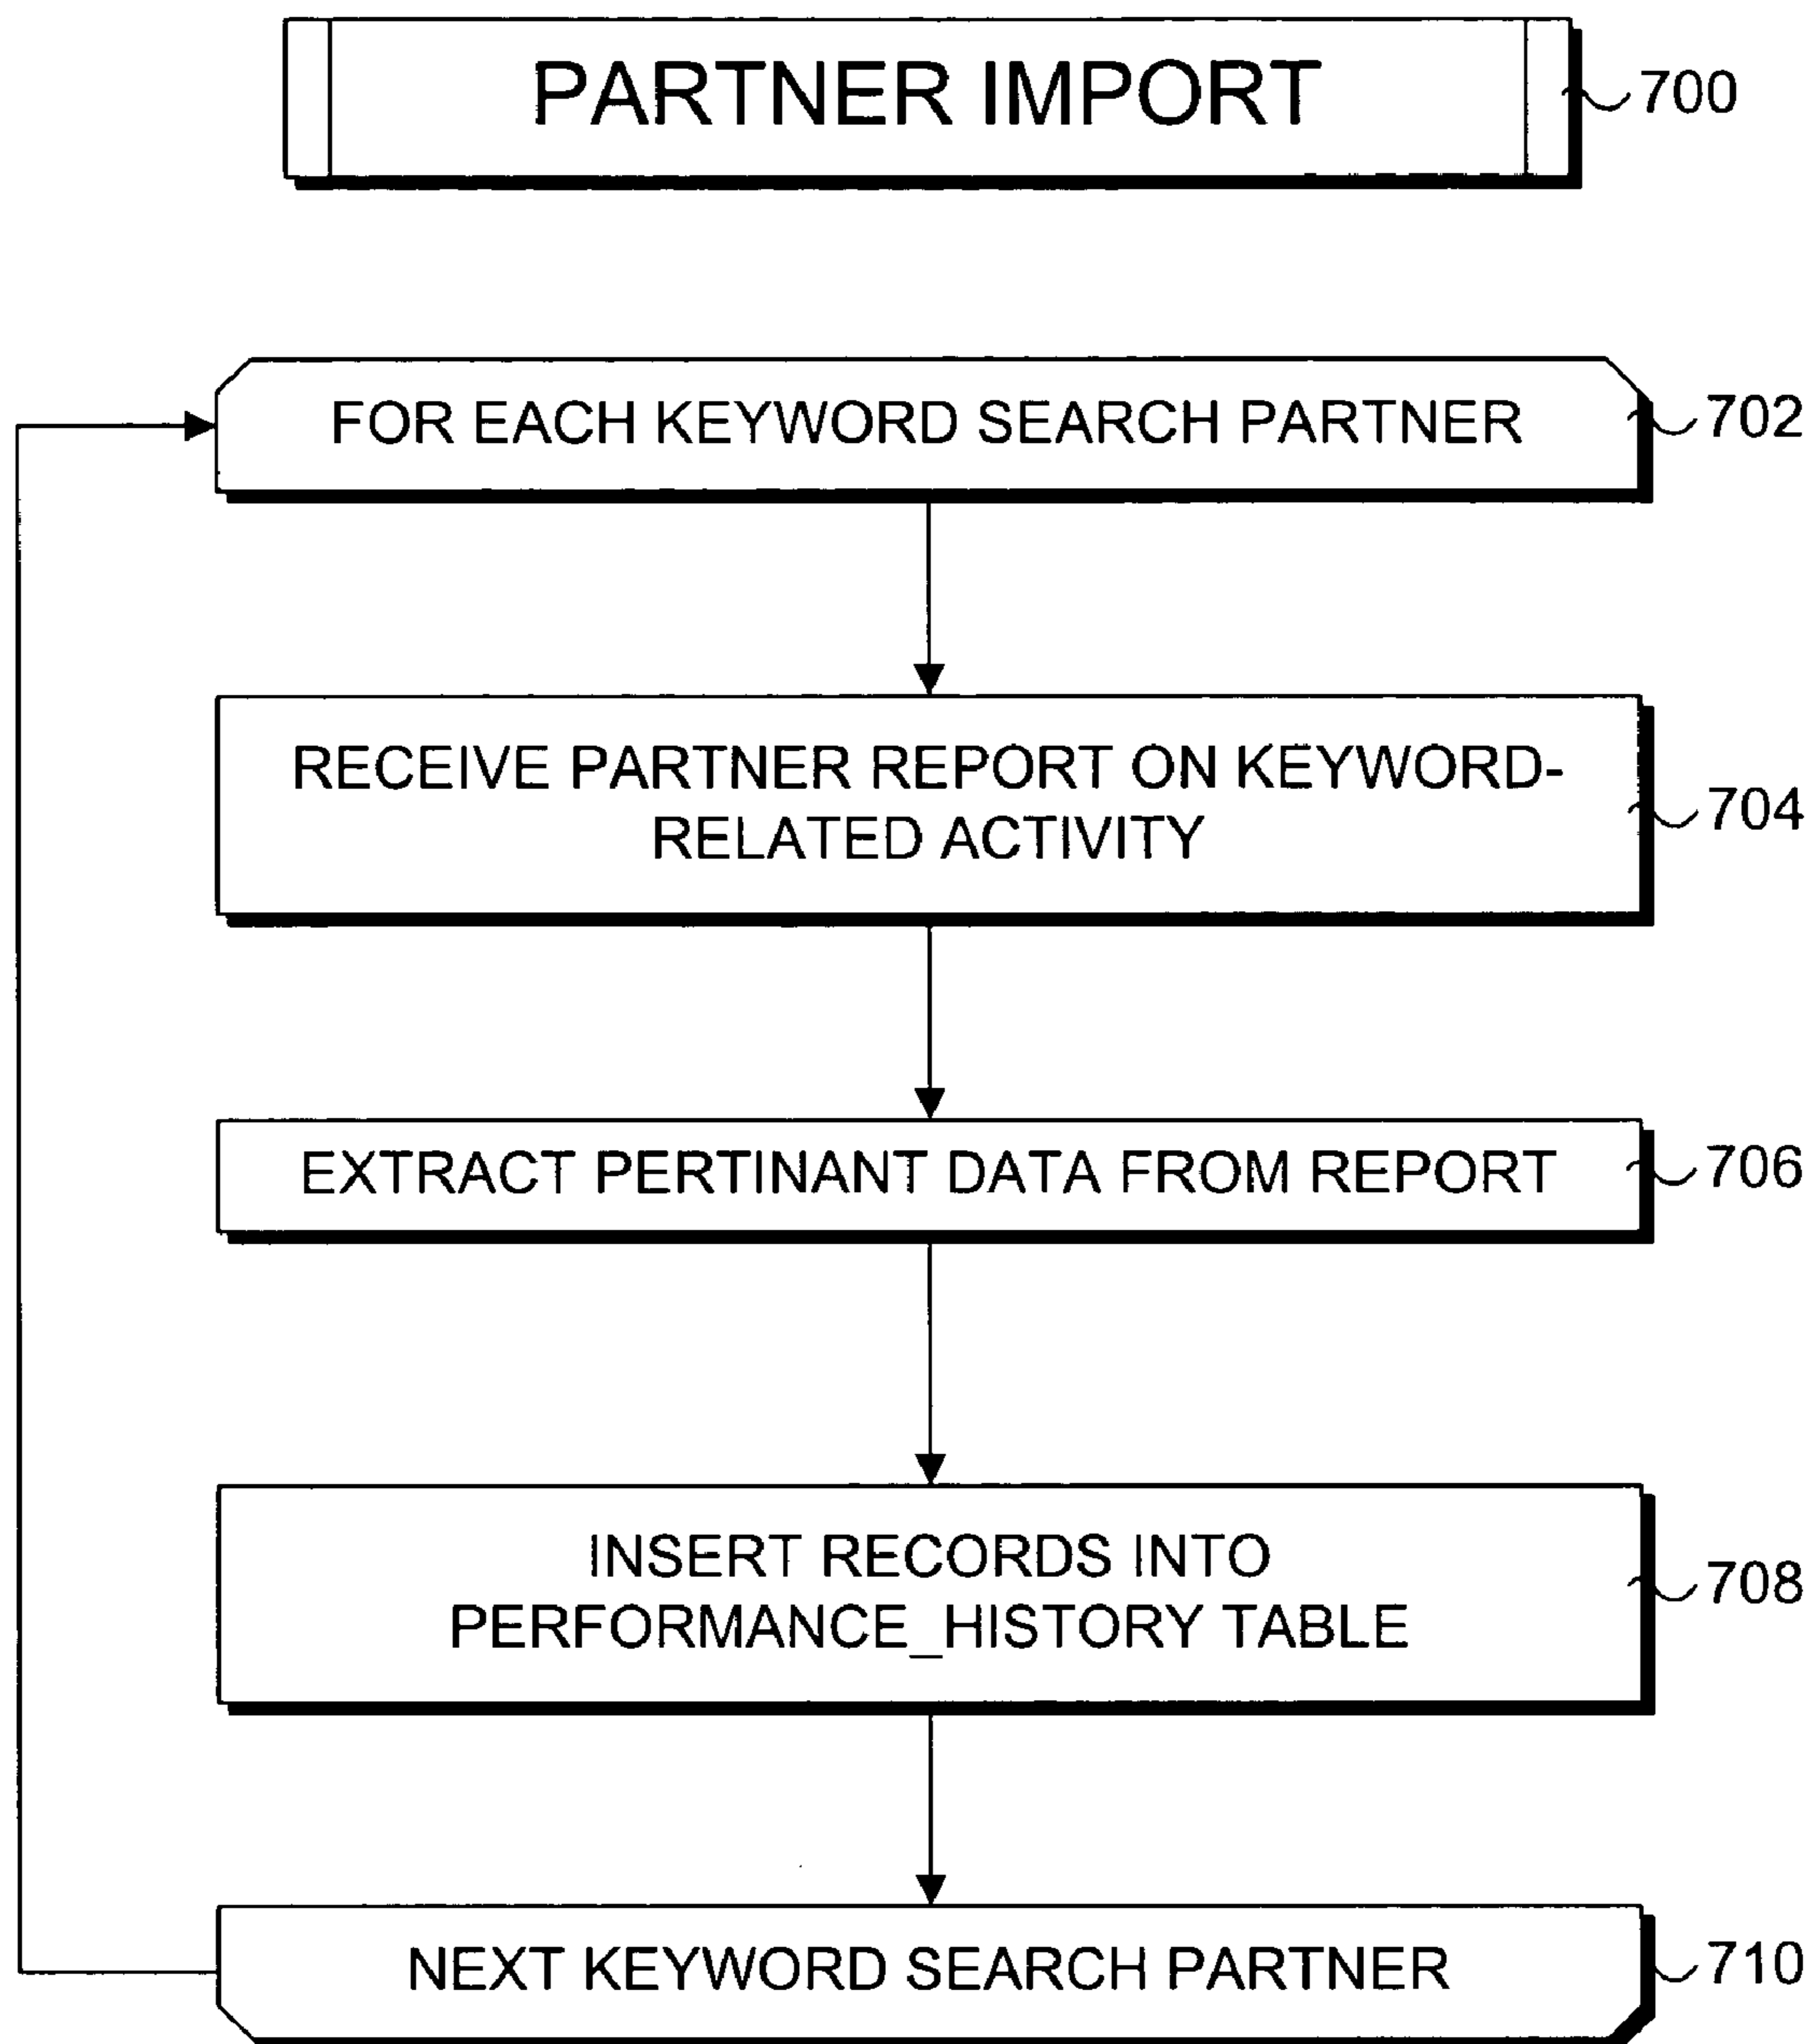 PARTNER IMPORT
700
FOR EACH KEYWORD SEARCH PARTNER
702
RECEIVE PARTNER REPORT ON KEYWORD-
RELATED ACTIVITY
704
EXTRACT PERTINANT DATA FROM REPORT
706
INSERT RECORDS INTO
PERFORMANCE_HISTORY TABLE
708
NEXT KEYWORD SEARCH PARTNER
710